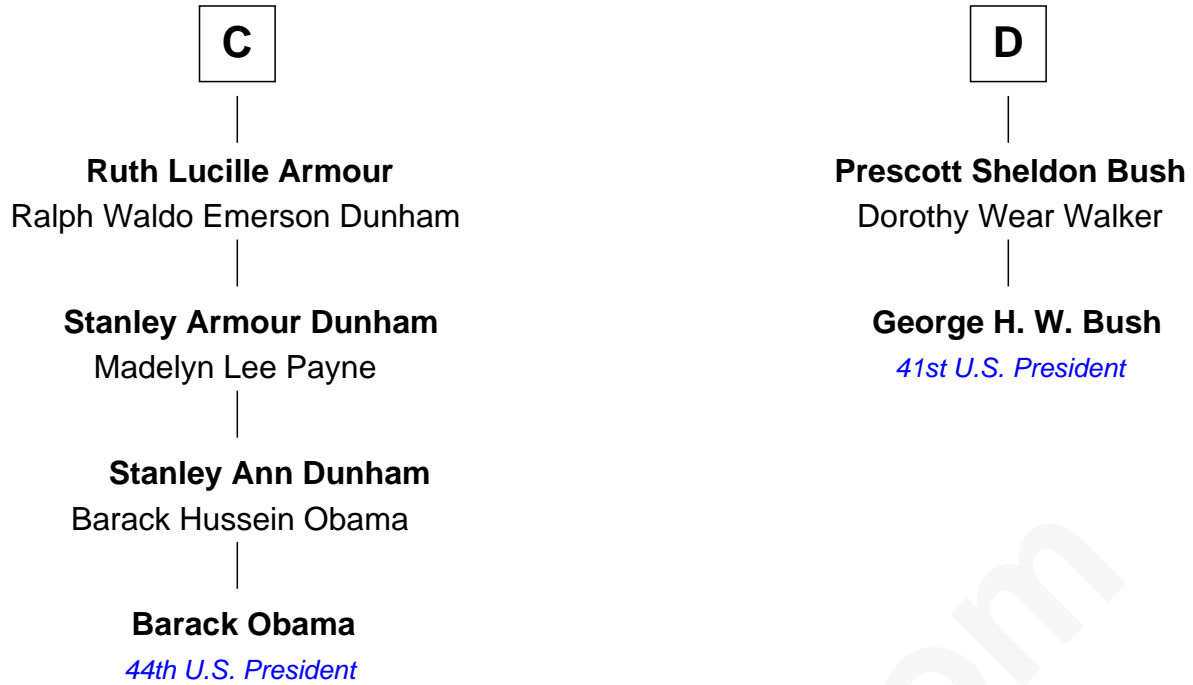 C
Ruth Lucille Armour
Ralph Waldo Emerson Dunham
Stanley Armour Dunham
Madelyn Lee Payne
Stanley Ann Dunham
Barack Hussein Obama
Barack Obama
44th U.S. President
D
Prescott Sheldon Bush
Dorothy Wear Walker
George H. W. Bush
41st U.S. President
om